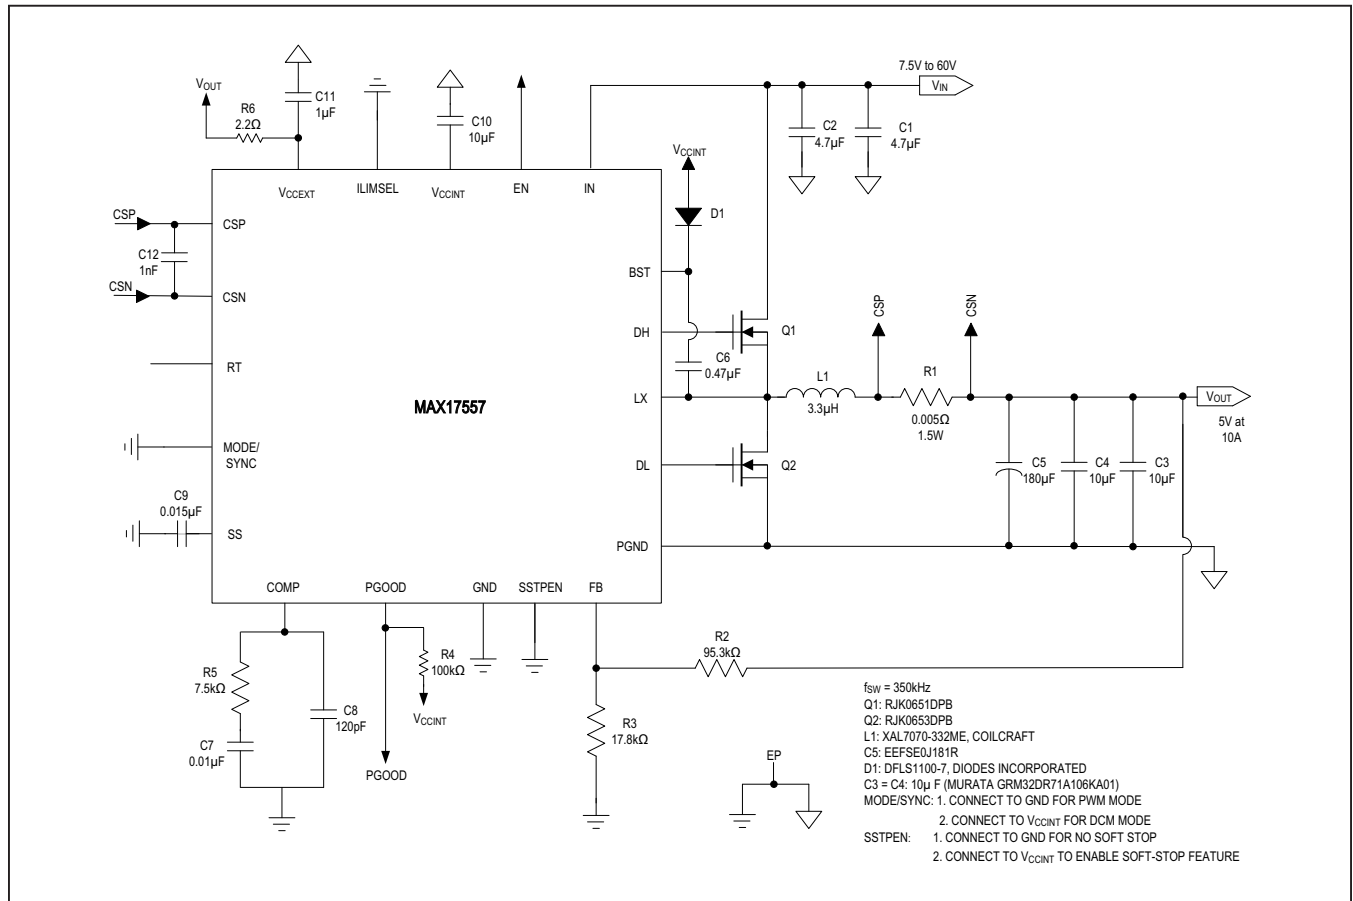 7.5V to 60V
VIN
VOUT
R6
2.2Ω
C11
1µF
C10
10µF
C2
4.7µF
C1
4.7µF
VCCINT
D1
VCCEXT
ILIMSEL
VCCINT
EN
IN
CSP
CSP
C12
1nF
CSN
CSN
BST
DH
Q1
CSP
CSN
RT
C6
0.47µF
L1
3.3µH
R1
0.005Ω
1.5W
LX
VOUT
5V at
10A
MAX17557
MODE/
SYNC
DL
Q2
C5
180µF
C4
10µF
C3
10µF
C9
0.015µF
SS
PGND
COMP
PGOOD
GND
SSTPEN
FB
R2
95.3kΩ
R5
7.5kΩ
R4
100kΩ
VCCINT
C8
120pF
C7
0.01µF
PGOOD
R3
17.8kΩ
EP
fSW = 350kHz
Q1: RJK0651DPB
Q2: RJK0653DPB
L1: XAL7070-332ME, COILCRAFT
C5: EEFSE0J181R
D1: DFLS1100-7, DIODES INCORPORATED
C3 = C4: 10µ F (MURATA GRM32DR71A106KA01)
MODE/SYNC: 1. CONNECT TO GND FOR PWM MODE
2. CONNECT TO VCCINT FOR DCM MODE
SSTPEN: 1. CONNECT TO GND FOR NO SOFT STOP
2. CONNECT TO VCCINT TO ENABLE SOFT-STOP FEATURE